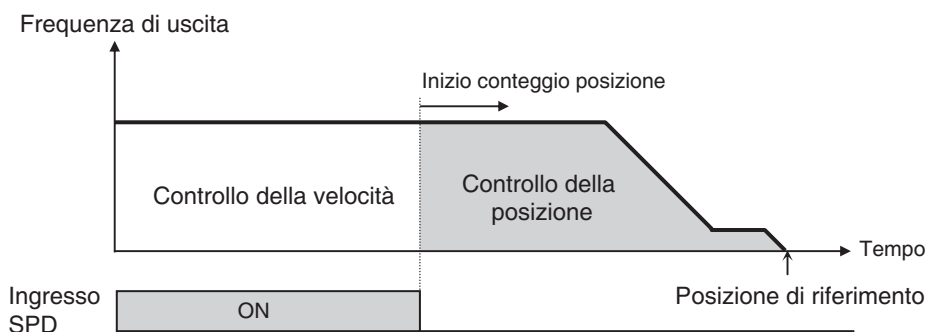 Frequenza di uscita
Inizio conteggio posizione
Controllo della velocità
Controllo della
posizione
Tempo
Posizione di riferimento
Ingresso
SPD
ON